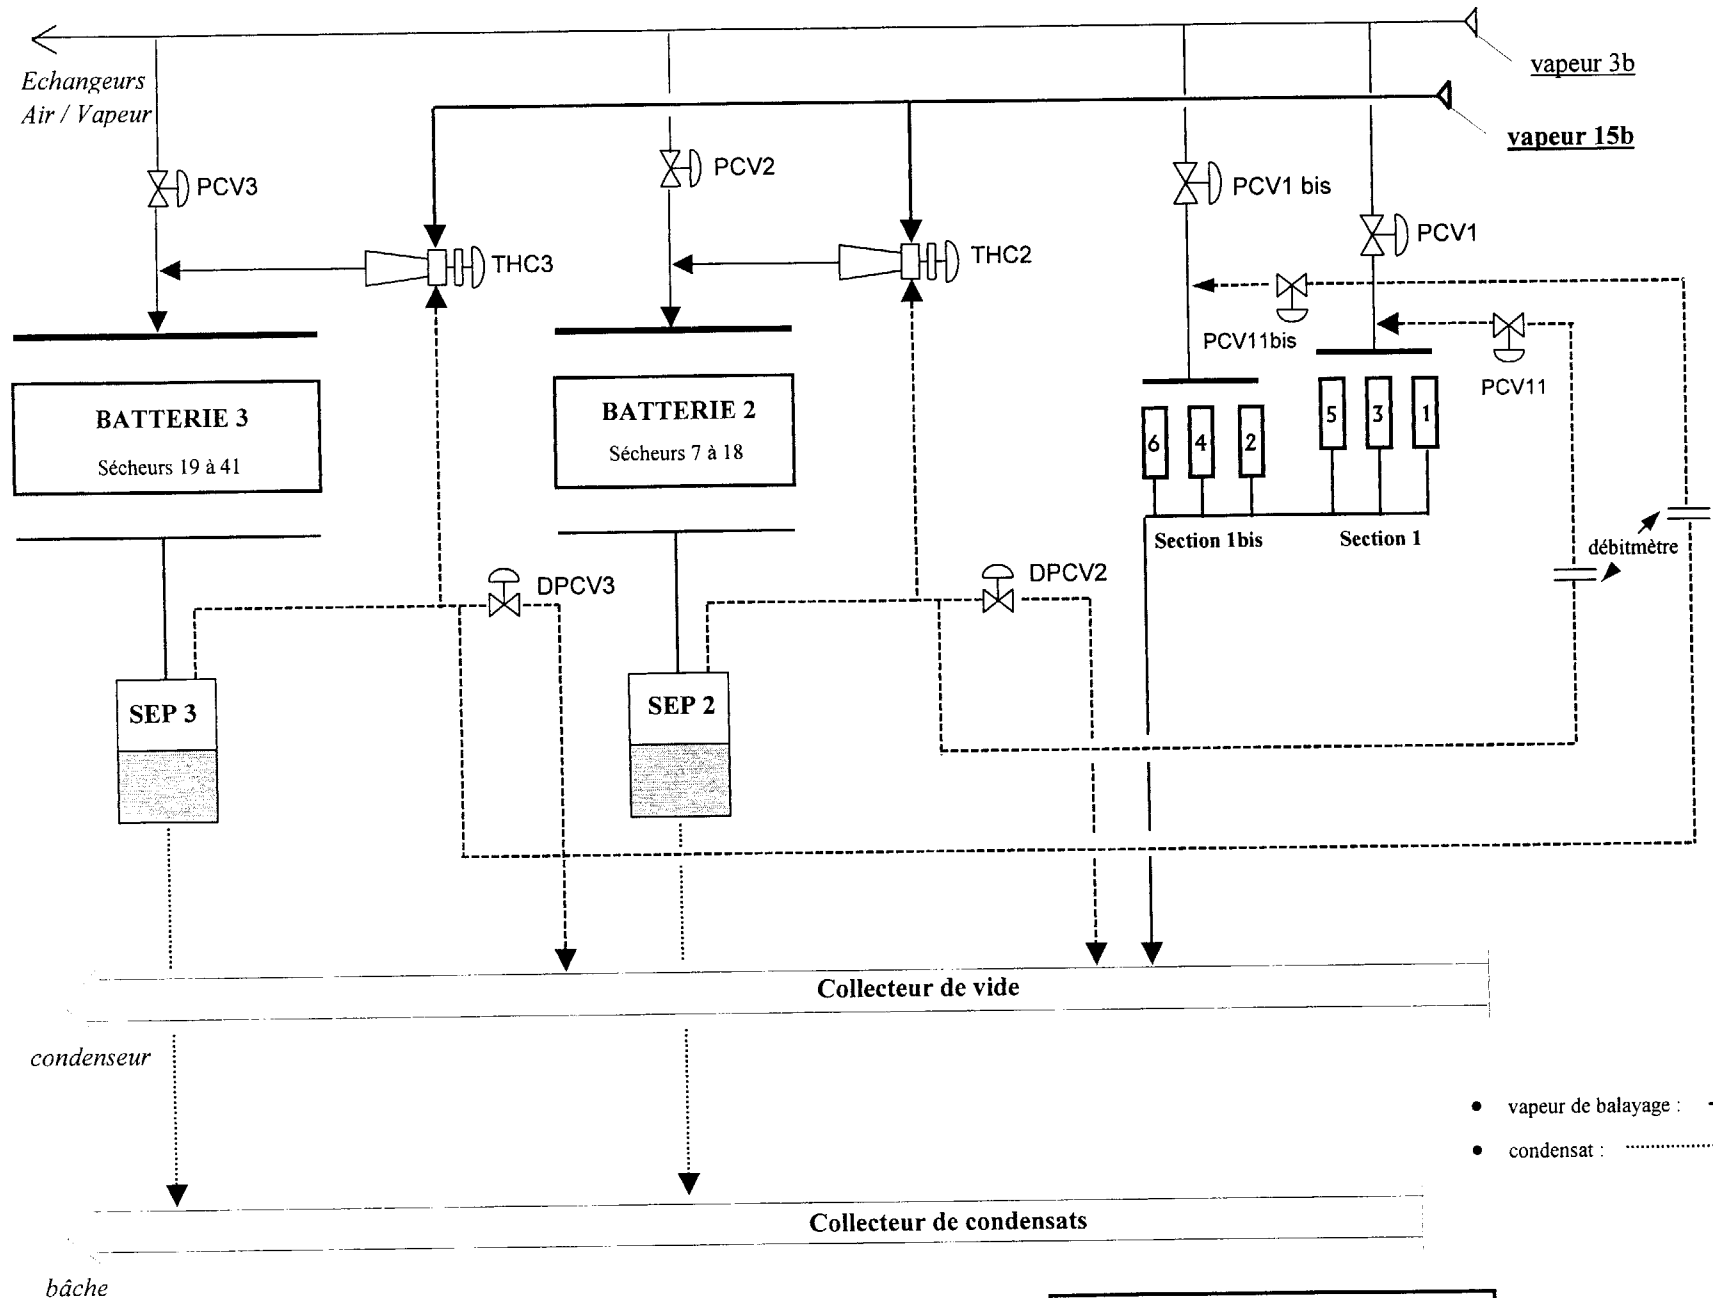 Echangeurs
Air / Vapeur
vapeur 3b
vapeur 15b
PCV3
PCV2
PCV1 bis
PCV1
THC3
THC2
PCV11bis
PCV11
BATTERIE 3
Sécheurs 19 à 41
BATTERIE 2
Sécheurs 7 à 18
6
4
2
5
3
1
Section 1bis
Section 1
débitmètre
DPCV3
DPCV2
SEP 3
SEP 2
Collecteur de vide
condenseur
• vapeur de balayage :
• condensat :
Collecteur de condensats
bâche